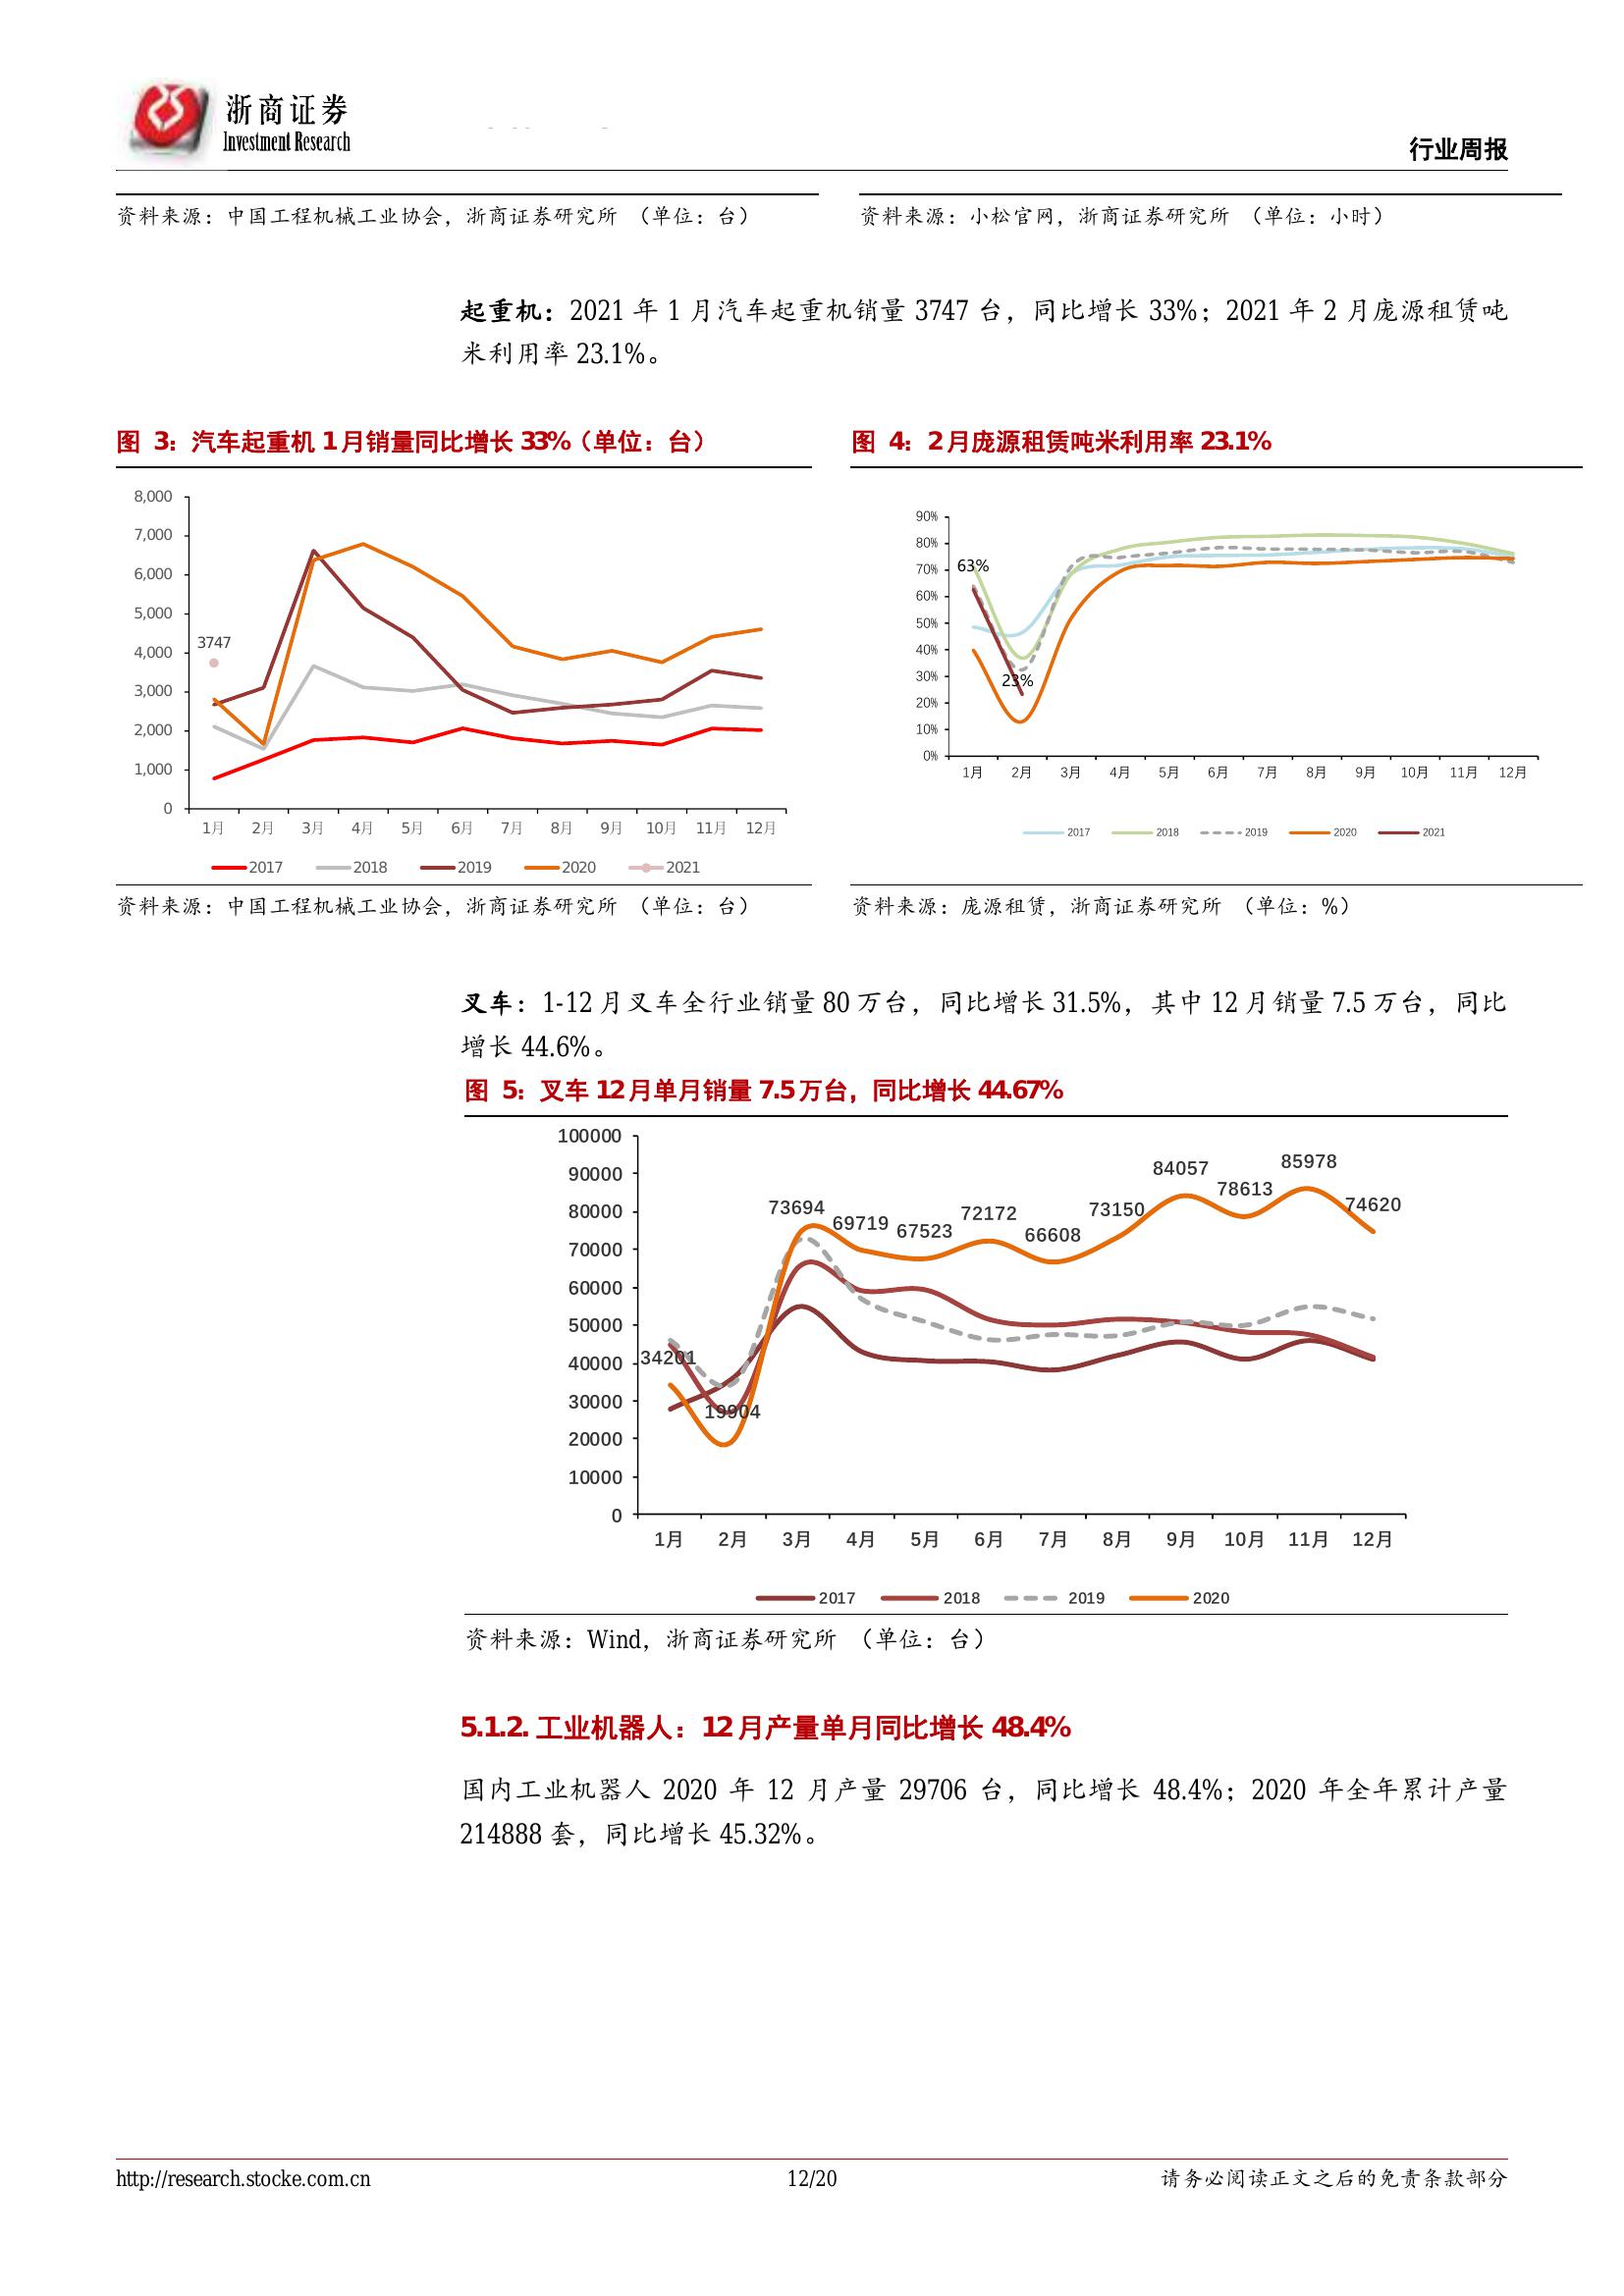 浙商证券
Investment Research
行业周报
资料来源：中国工程机械工业协会，浙商证券研究所 （单位：台）
资料来源：小松官网，浙商证券研究所 （单位：小时）
起重机：2021 年 1 月汽车起重机销量 3747 台，同比增长 33%；2021 年 2 月庞源租赁吨
米利用率 23.1%。
图 3：汽车起重机 1 月销量同比增长 33%（单位：台）
8,000
7,000
6,000
5,000
4,000
3,000
2,000
1,000
0
3747
1月 2月 3月 4月 5月 6月 7月 8月 9月 10月 11月 12月
2017 2018 2019 2020 2021
资料来源：中国工程机械工业协会，浙商证券研究所 （单位：台）
图 4：2 月庞源租赁吨米利用率 23.1%
90%
80%
70%
60%
50%
40%
30%
20%
10%
0%
63%
23%
1月 2月 3月 4月 5月 6月 7月 8月 9月 10月 11月 12月
2017 2018 2019 2020 2021
资料来源：庞源租赁，浙商证券研究所 （单位：%）
叉车：1-12 月叉车全行业销量 80 万台，同比增长 31.5%，其中 12 月销量 7.5 万台，同比
增长 44.6%。
图 5：叉车 12 月单月销量 7.5 万台，同比增长 44.67%
100000
90000
80000
70000
60000
50000
40000
30000
20000
10000
0
34201 19904 73694 69719 67523 72172 66608 73150 84057 78613 85978 74620
1月 2月 3月 4月 5月 6月 7月 8月 9月 10月 11月 12月
2017 2018 2019 2020
资料来源：Wind，浙商证券研究所 （单位：台）
5.1.2. 工业机器人：12 月产量单月同比增长 48.4%
国内工业机器人 2020 年 12 月产量 29706 台，同比增长 48.4%；2020 年全年累计产量
214888 套，同比增长 45.32%。
http://research.stocke.com.cn
12/20
请务必阅读正文之后的免责条款部分